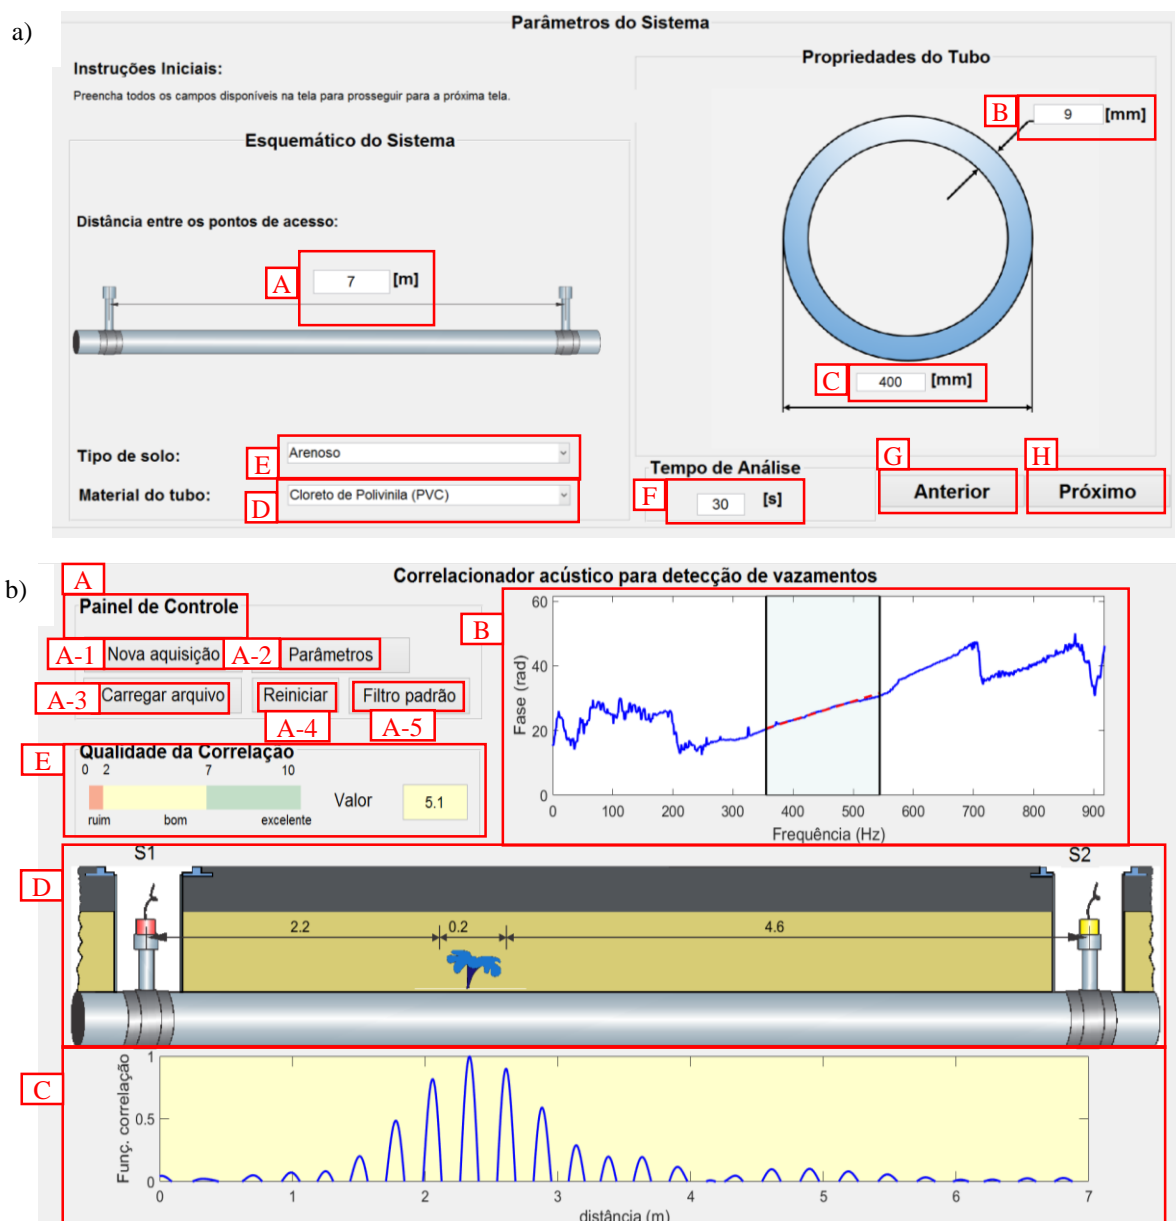 a)
Parâmetros do Sistema
Instruções Iniciais:
Preencha todos os campos disponíveis na tela para prosseguir para a próxima tela.
Esquemático do Sistema
Distância entre os pontos de acesso:
A
7 [m]
Tipo de solo:
E
Arenoso
Material do tubo:
D
Cloreto de Polivinila (PVC)
Propriedades do Tubo
B
9 [mm]
C
400 [mm]
Tempo de Análise
F
30 [s]
G
Anterior
H
Próximo
b)
Correlacionador acústico para detecção de vazamentos
A
Painel de Controle
A-1 Nova aquisição A-2 Parâmetros
A-3 Carregar arquivo Reiniciar Filtro padrão
A-4 A-5
E
Qualidade da Correlação
0 2 7 10
ruim bom excelente
Valor 5.1
B
Fase (rad)
60
40
20
0
0 100 200 300 400 500 600 700 800 900
Frequência (Hz)
D
S1 S2
2.2 0.2 4.6
C
Funç. correlação
1
0.5
0
0 1 2 3 4 5 6 7
distância (m)